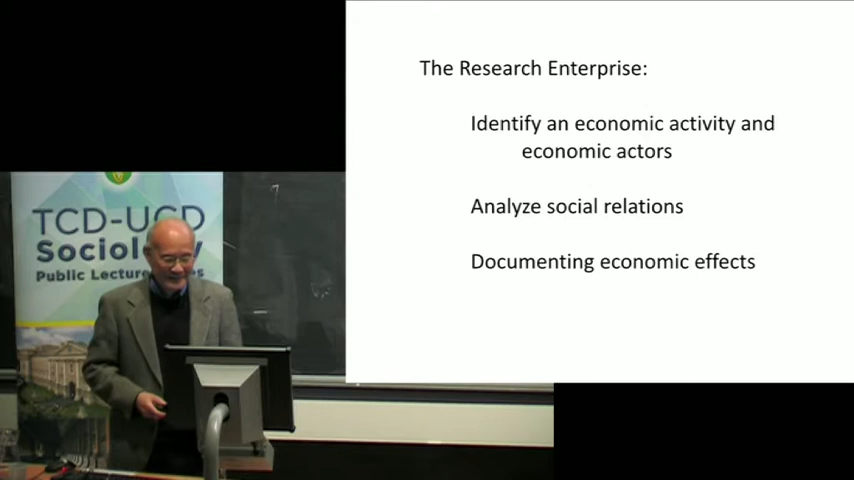 The Research Enterprise:
Identify an economic activity and
economic actors
Analyze social relations
Documenting economic effects
TCD-UCD
Public Lecture